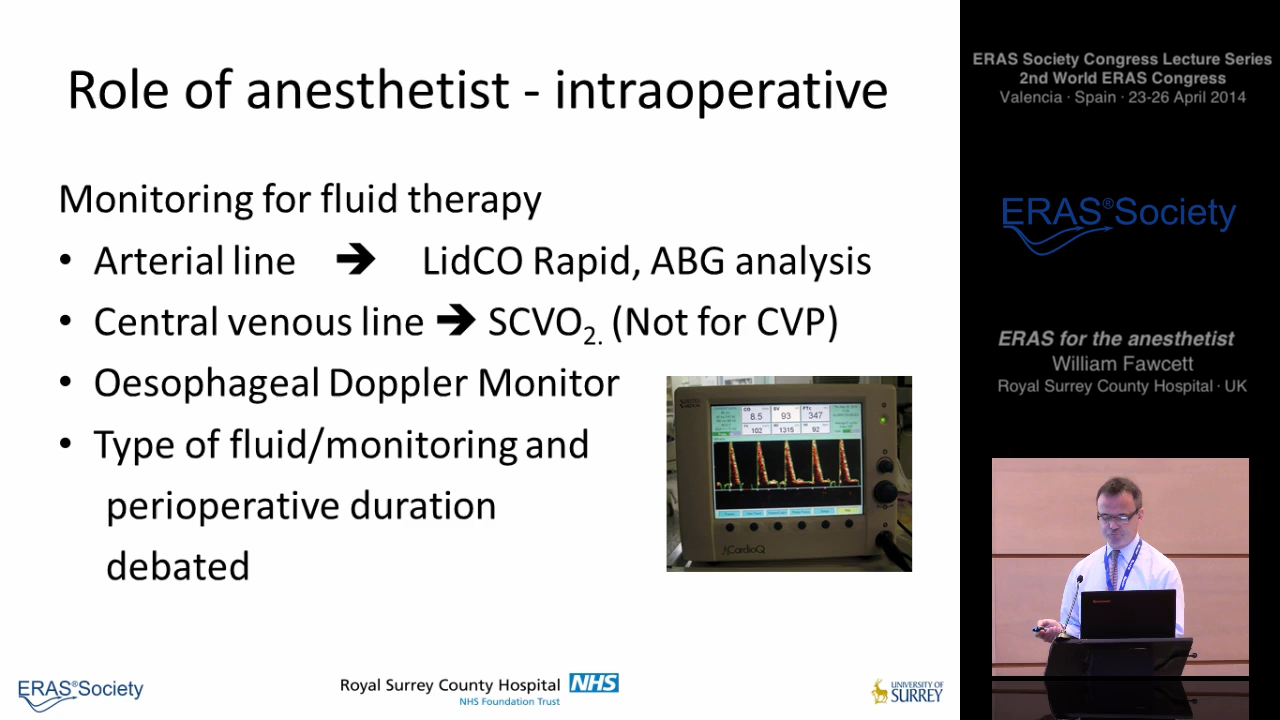 Role of anesthetist - intraoperative
Monitoring for fluid therapy
• Arterial line ➔ LidCO Rapid, ABG analysis
• Central venous line ➔ SCVO2. (Not for CVP)
• Oesophageal Doppler Monitor
• Type of fluid/monitoring and
perioperative duration
debated
CO
8.5
SV
93
FTc
347
102
1315
92
CardioQ
ERAS®Society
Royal Surrey County Hospital NHS
NHS Foundation Trust
UNIVERSITY OF
SURREY
ERAS Society Congress Lecture Series
2nd World ERAS Congress
Valencia · Spain · 23-26 April 2014
ERAS®Society
ERAS for the anesthetist
William Fawcett
Royal Surrey County Hospital · UK